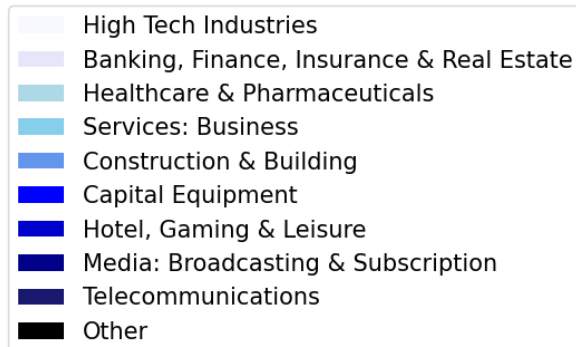 High Tech Industries
Banking, Finance, Insurance & Real Estate
Healthcare & Pharmaceuticals
Services: Business
Construction & Building
Capital Equipment
Hotel, Gaming & Leisure
Media: Broadcasting & Subscription
Telecommunications
Other